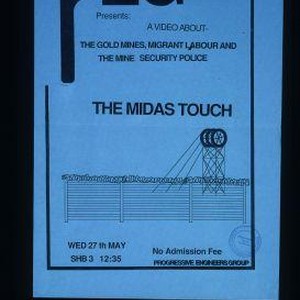 Presents:
A VIDEO ABOUT-
THE GOLD MINES, MIGRANT LABOUR AND
THE MINE SECURITY POLICE
THE MIDAS TOUCH
WED 27 th MAY
SHB 3 12:35
No Admission Fee
PROGRESSIVE ENGINEERS GROUP